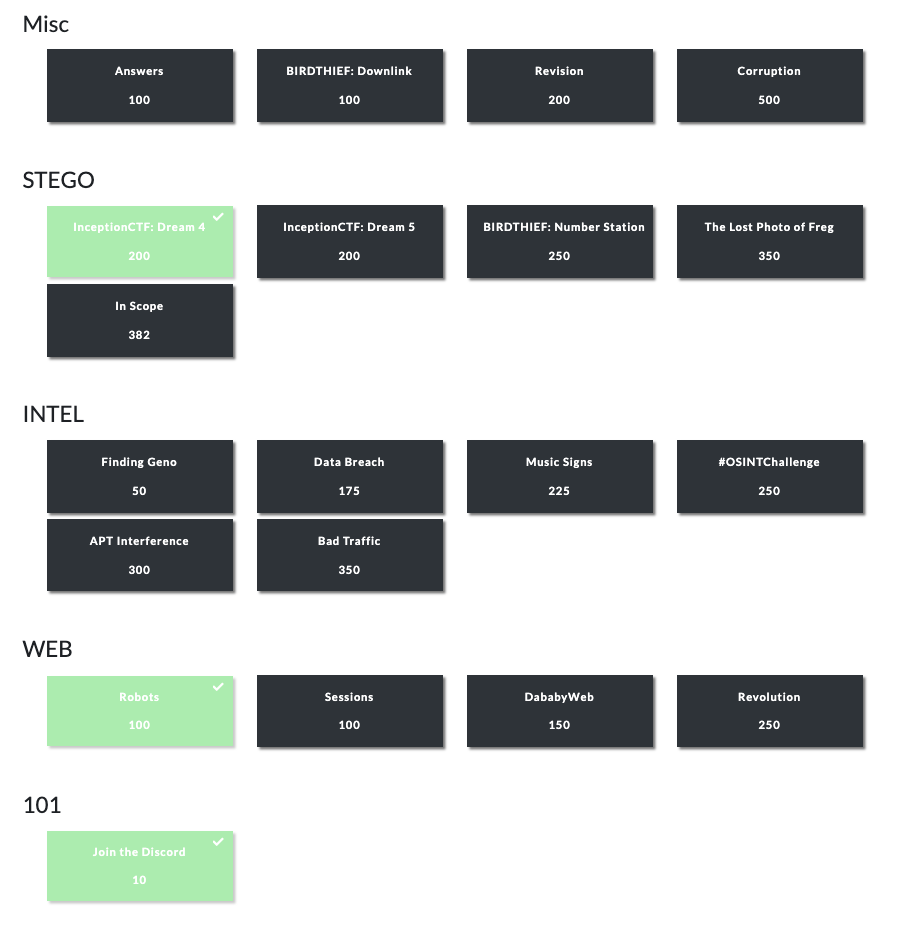 Misc
Answers
100
BIRDTHIEF: Downlink
100
Revision
200
Corruption
500
STEGO
InceptionCTF: Dream 4
200
InceptionCTF: Dream 5
200
BIRDTHIEF: Number Station
250
The Lost Photo of Freg
350
In Scope
382
INTEL
Finding Geno
50
Data Breach
175
Music Signs
225
#OSINTChallenge
250
APT Interference
300
Bad Traffic
350
WEB
Robots
100
Sessions
100
DababyWeb
150
Revolution
250
101
Join the Discord
10